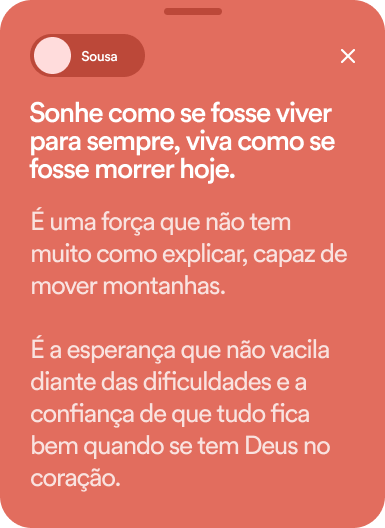 Sousa
Sonhe como se fosse viver
para sempre, viva como se
fosse morrer hoje.
É uma força que não tem
muito como explicar, capaz de
mover montanhas.
É a esperança que não vacila
diante das dificuldades e a
confiança de que tudo fica
bem quando se tem Deus no
coração.